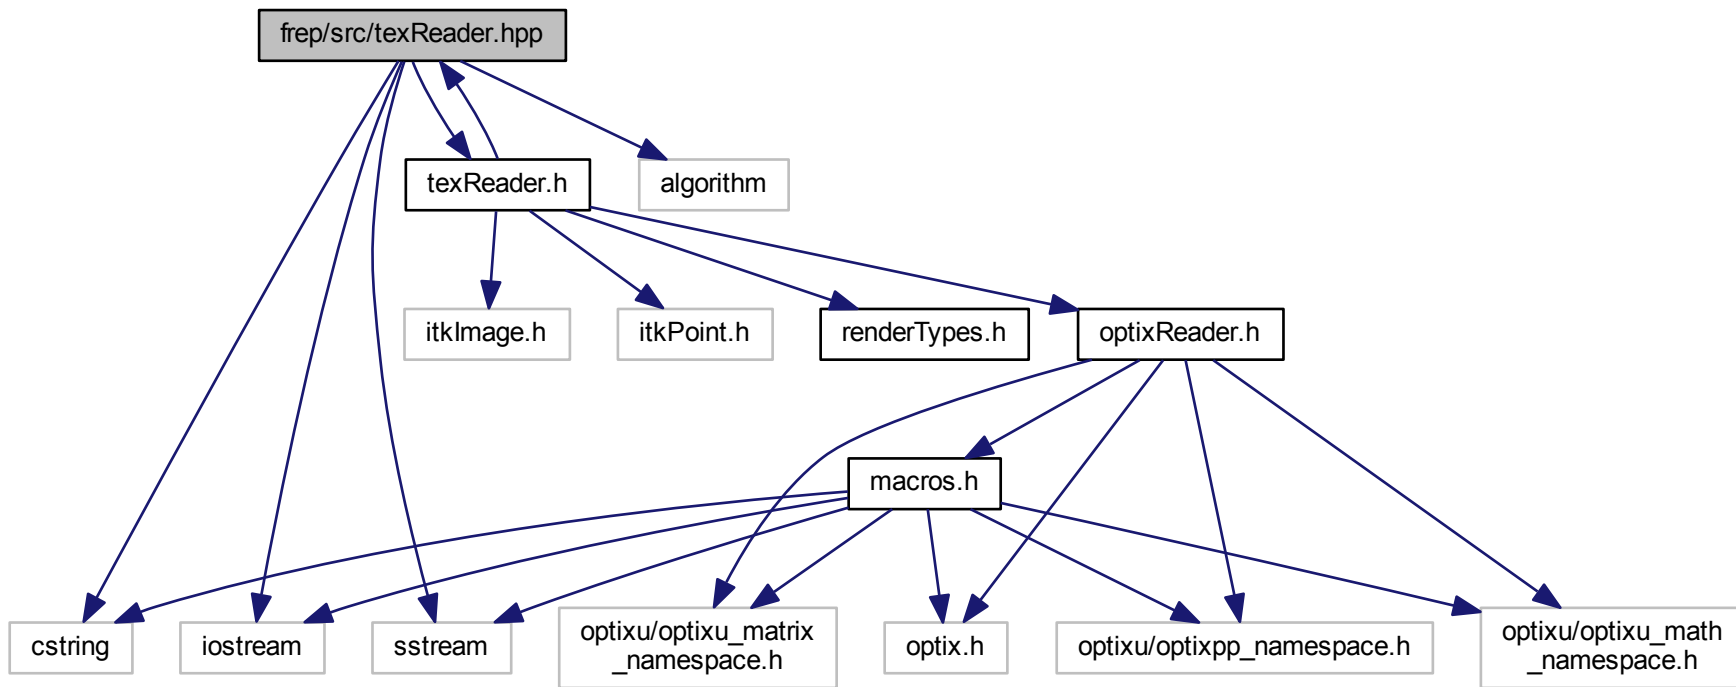 frep/src/texReader.hpp
texReader.h
algorithm
itkImage.h
itkPoint.h
renderTypes.h
optixReader.h
macros.h
cstring
iostream
sstream
optixu/optixu_matrix
_namespace.h
optix.h
optixu/optixpp_namespace.h
optixu/optixu_math
_namespace.h